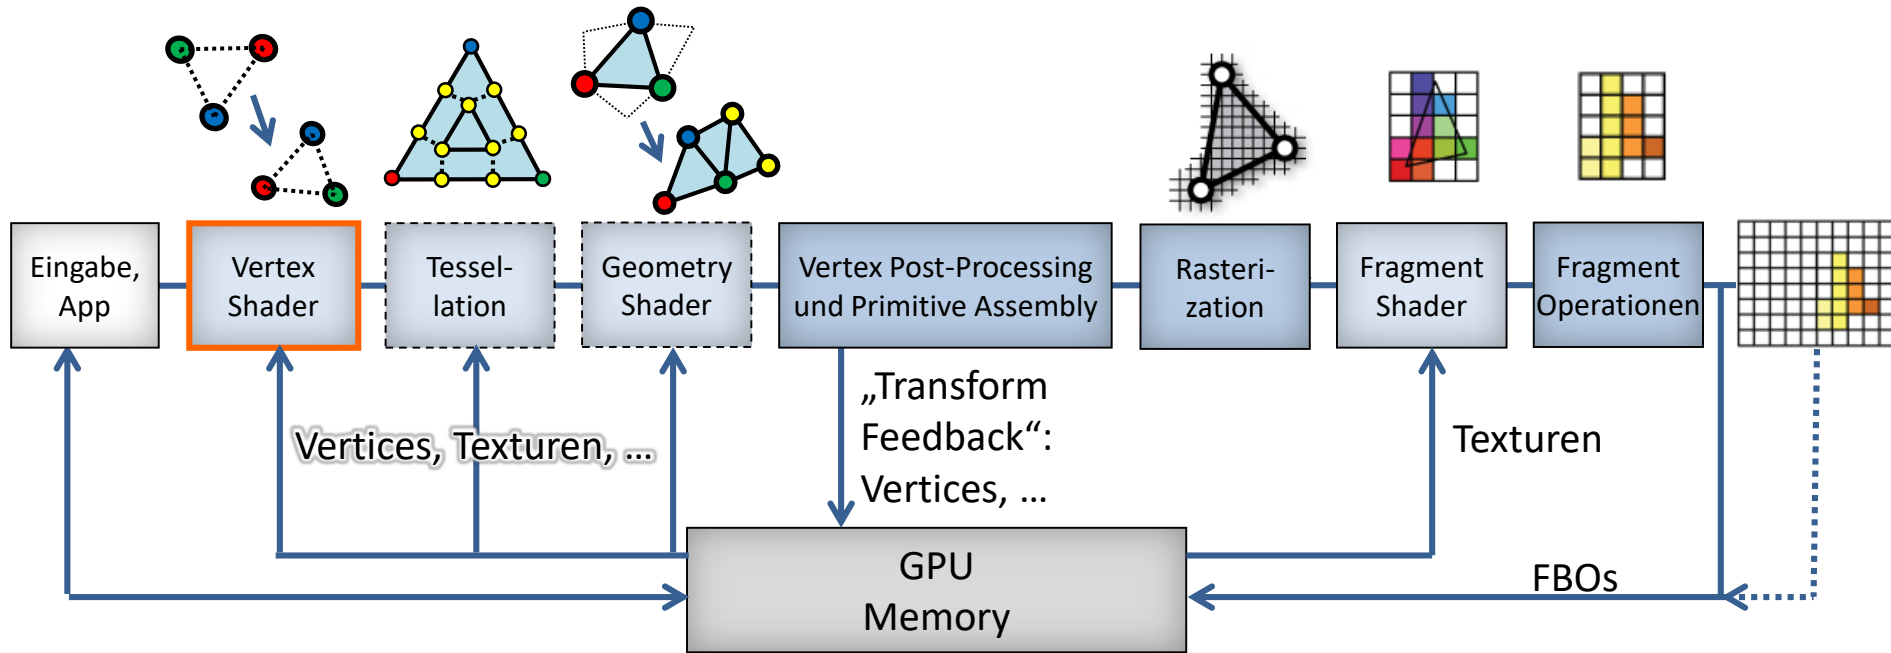 Eingabe,
App
Vertex
Shader
Tessel-
lation
Geometry
Shader
Vertex Post-Processing
und Primitive Assembly
Rasteri-
zation
Fragment
Shader
Fragment
Operationen
Vertices, Texturen, ...
„Transform
Feedback“:
Vertices, ...
Texturen
GPU
Memory
FBOs